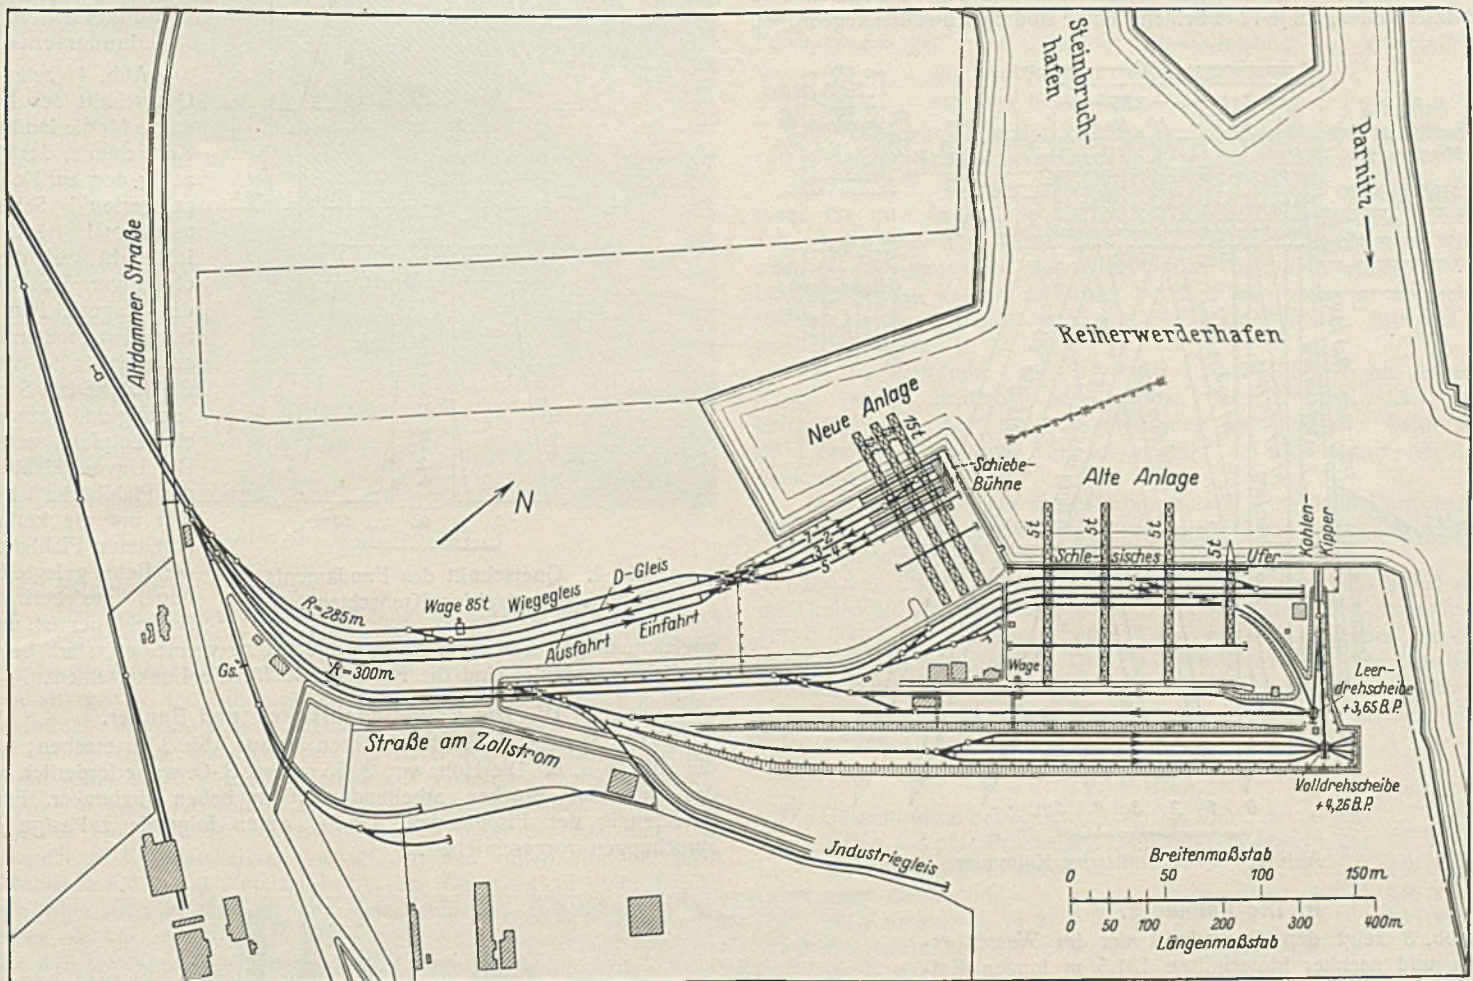 Steinbruch-
hafen
Parnitz
Altdammer Straße
Reiherwerderhafen
Neue Anlage
15t
Schiebe-
Bühne
Alte Anlage
Kohlen-
Kipper
N
5t
5t
5t
5t
Schlesisches Ufer
1
2
3
4
5
D-Gleis
R=285m
Wage 85t
Wiegegleis
Einfahrt
Ausfahrt
R=300m
Gs.
Wage
Leer-
drehscheibe
+3,65 B.P.
Straße am Zollstrom
Volldrehscheibe
+4,26 B.P.
Industriegleis
Breitenmaßstab
0 50 100 150m
0 50 100 200 300 400m
Längenmaßstab